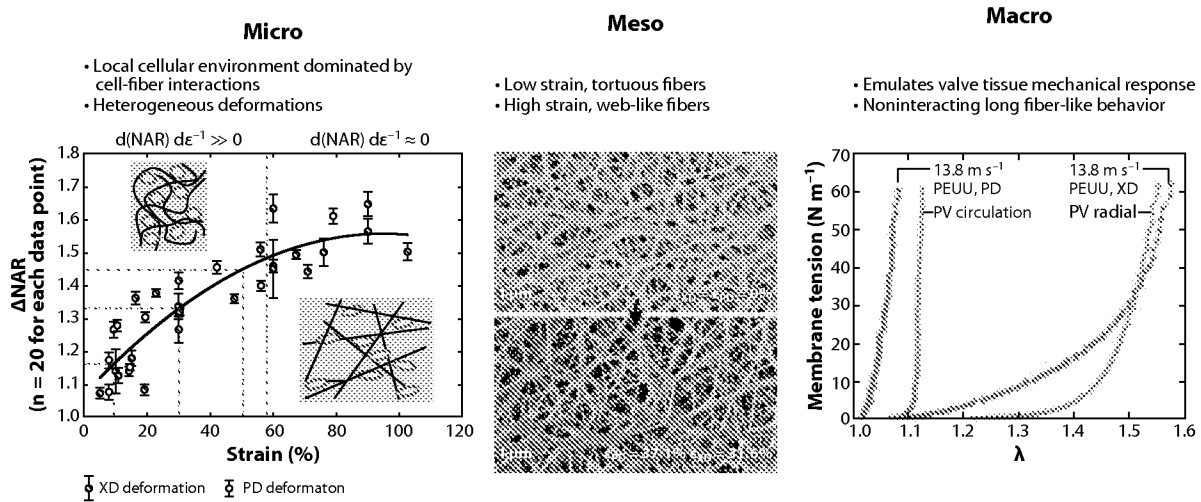 Micro
• Local cellular environment dominated by
cell-fiber interactions
• Heterogeneous deformations
d(NAR) dε⁻¹ ≫ 0
d(NAR) dε⁻¹ ≈ 0
ΔNAR
(n = 20 for each data point)
1.8
1.7
1.6
1.5
1.4
1.3
1.2
1.1
1.0
0
20
40
60
80
100
120
Strain (%)
XD deformation
PD deformaton
Meso
• Low strain, tortuous fibers
• High strain, web-like fibers
Macro
• Emulates valve tissue mechanical response
• Noninteracting long fiber-like behavior
Membrane tension (N m⁻¹)
70
60
50
40
30
20
10
0
13.8 m s⁻¹
PEUU, PD
PV circulation
13.8 m s⁻¹
PEUU, XD
PV radial
1.0
1.1
1.2
1.3
1.4
1.5
1.6
λ